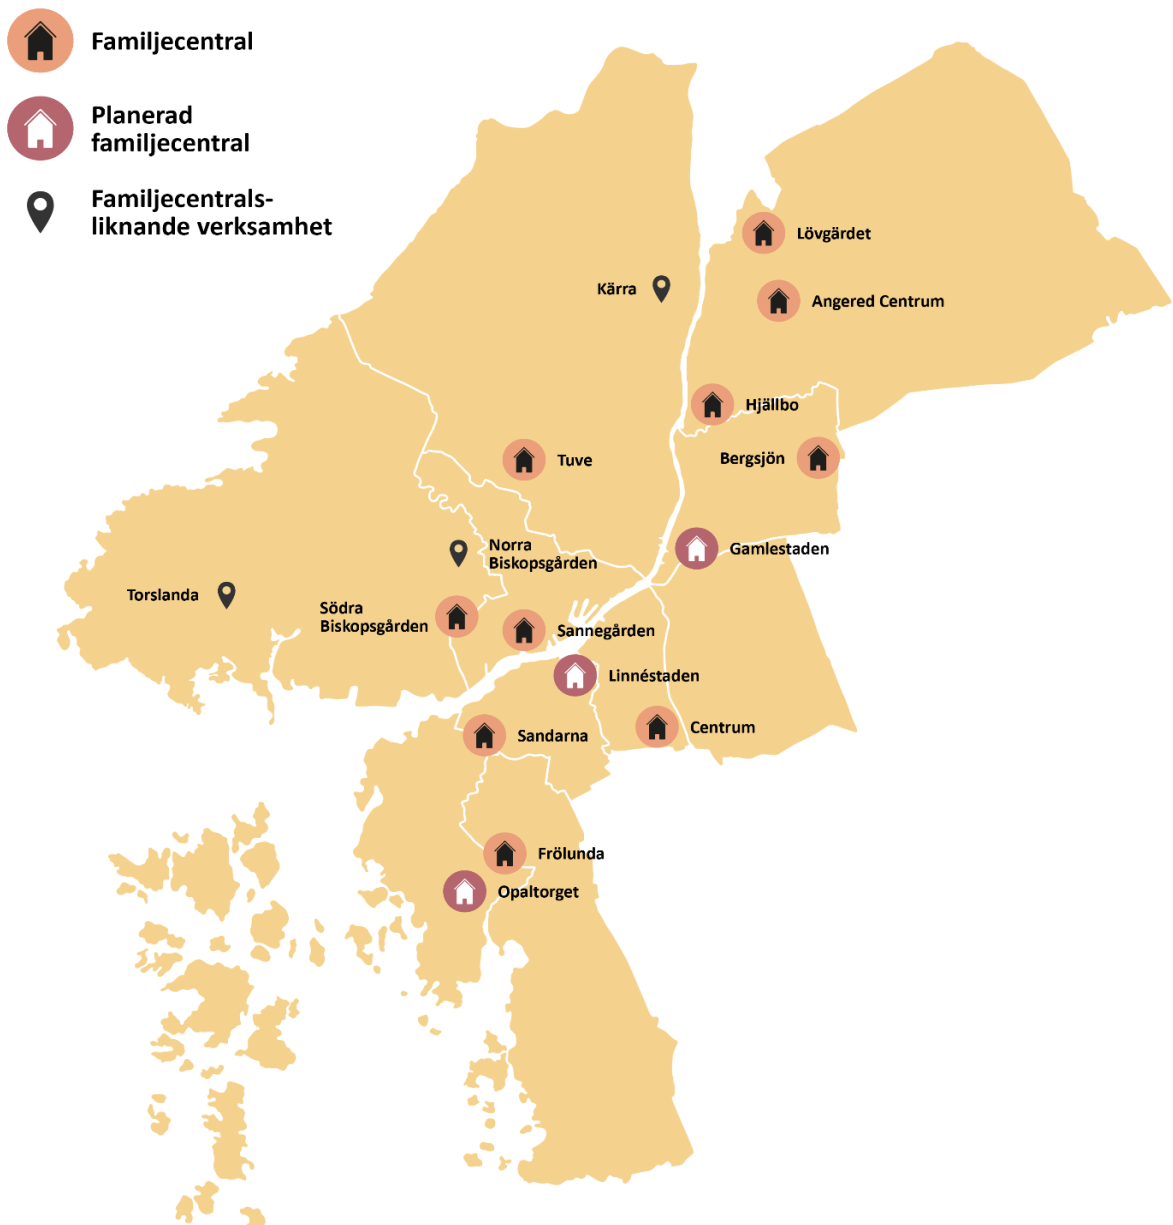 Familjecentral
Planerad
familjecentral
Familjecentrals-
liknande verksamhet
Lövgärdet
Kärra
Angered Centrum
Hjällbo
Bergsjön
Tuve
Norra
Biskopsgården
Gamlestaden
Torslanda
Södra
Biskopsgården
Sannegården
Linnéstaden
Centrum
Sandarna
Frölunda
Opaltorget